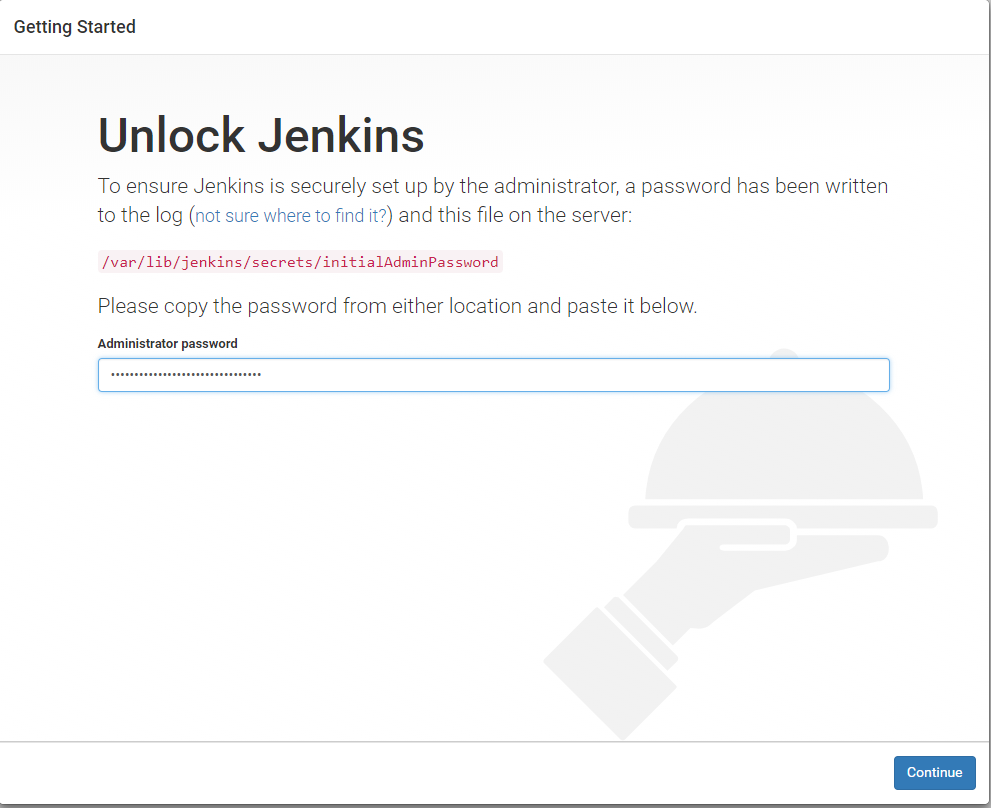 Getting Started
Unlock Jenkins
To ensure Jenkins is securely set up by the administrator, a password has been written
to the log (not sure where to find it?) and this file on the server:
/var/lib/jenkins/secrets/initialAdminPassword
Please copy the password from either location and paste it below.
Administrator password
••••••••••••••••••••••••••••••••
Continue